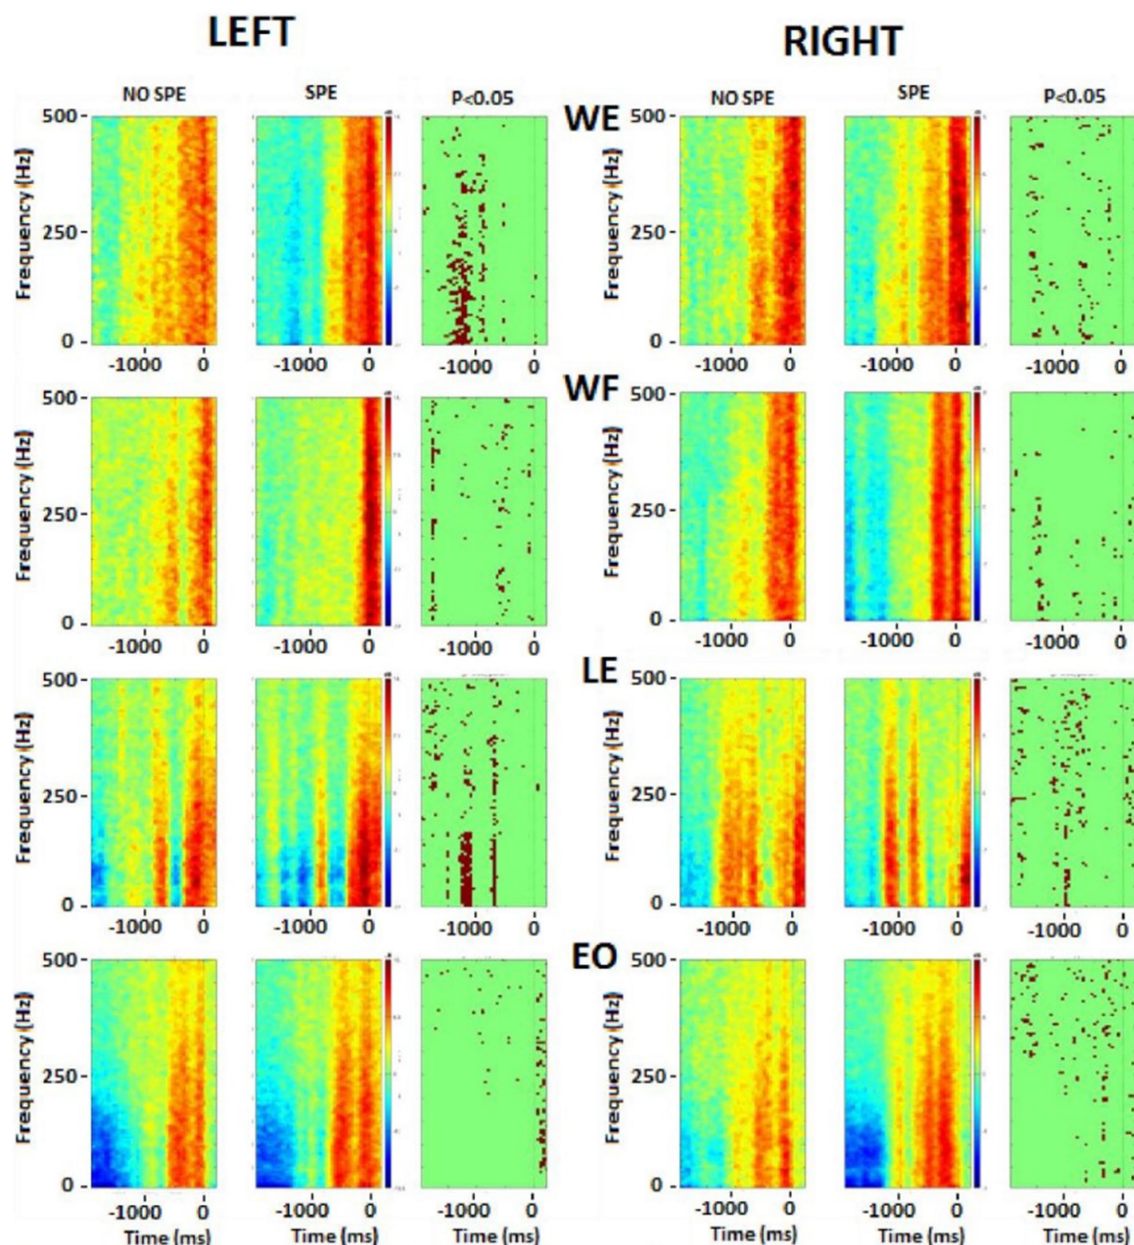 LEFT RIGHT
NO SPE SPE P<0.05 WE NO SPE SPE P<0.05
500 500
Frequency (Hz) Frequency (Hz)
250 250
0 0
-1000 0 -1000 0 -1000 0 -1000 0 -1000 0 -1000 0
WF
500 500
Frequency (Hz) Frequency (Hz)
250 250
0 0
-1000 0 -1000 0 -1000 0 -1000 0 -1000 0 -1000 0
LE
500 500
Frequency (Hz) Frequency (Hz)
250 250
0 0
-1000 0 -1000 0 -1000 0 -1000 0 -1000 0 -1000 0
EO
500 500
Frequency (Hz) Frequency (Hz)
250 250
0 0
-1000 0 -1000 0 -1000 0 -1000 0 -1000 0 -1000 0
Time (ms) Time (ms) Time (ms) Time (ms) Time (ms) Time (ms)